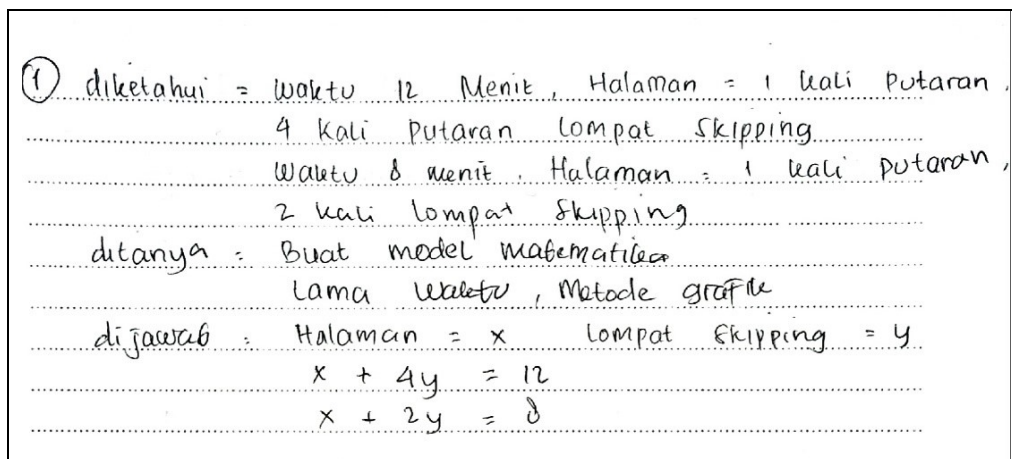 ① diketahui = waktu 12 Menit, Halaman = 1 kali putaran,
4 kali putaran lompat skipping
waktu 8 menit, Halaman = 1 kali putaran,
2 kali lompat skipping
ditanya : Buat model matematika
Lama waktu, Metode grafik
dijawab : Halaman = x lompat skipping = y
x + 4y = 12
x + 2y = 8